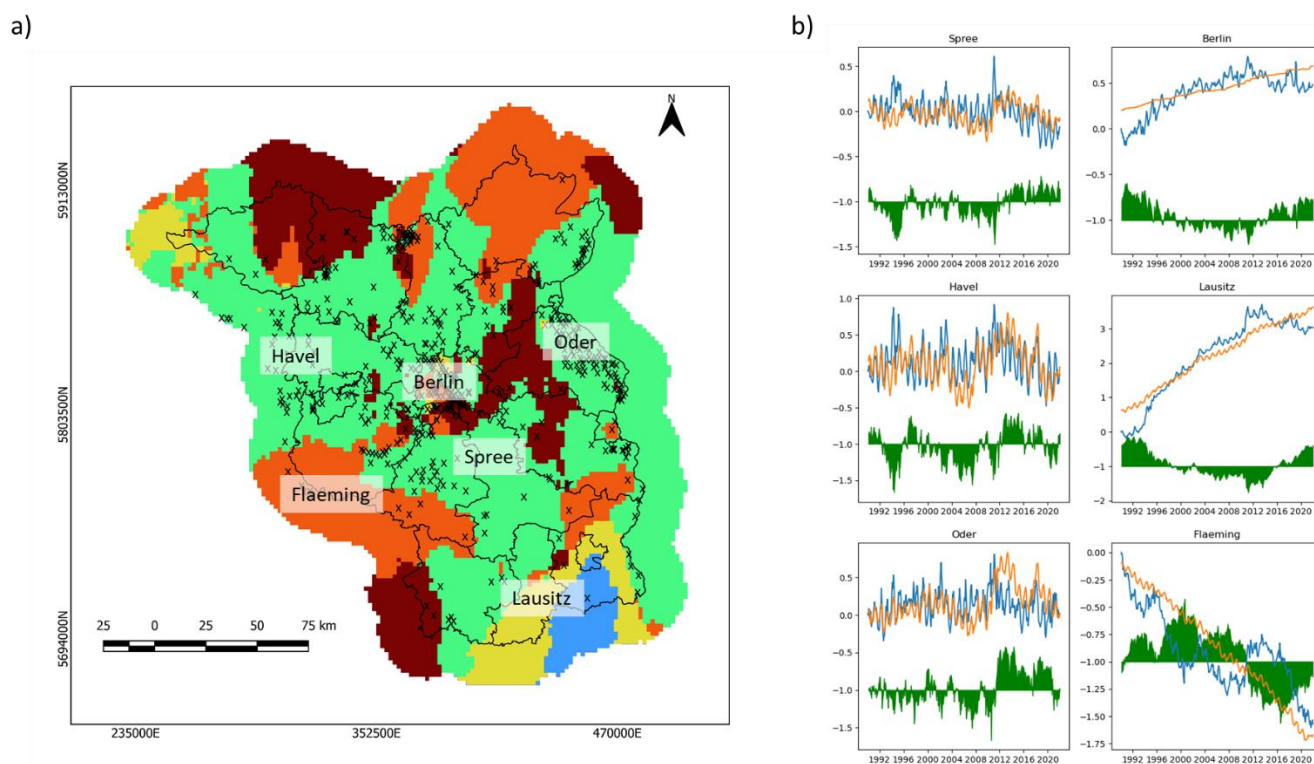 a)
N
5913000N
5803500N
5694000N
Havel
Oder
Berlin
Spree
Flaeming
Lausitz
25 0 25 50 75 km
235000E 352500E 470000E
b)
Spree
0.5
0.0
−0.5
−1.0
−1.5
1992 1996 2000 2004 2008 2012 2016 2020
Berlin
0.5
0.0
−0.5
−1.0
1992 1996 2000 2004 2008 2012 2016 2020
Havel
1.0
0.5
0.0
−0.5
−1.0
−1.5
1992 1996 2000 2004 2008 2012 2016 2020
Lausitz
3
2
1
0
−1
−2
1992 1996 2000 2004 2008 2012 2016 2020
Oder
0.5
0.0
−0.5
−1.0
−1.5
1992 1996 2000 2004 2008 2012 2016 2020
Flaeming
0.00
−0.25
−0.50
−0.75
−1.00
−1.25
−1.50
−1.75
1992 1996 2000 2004 2008 2012 2016 2020